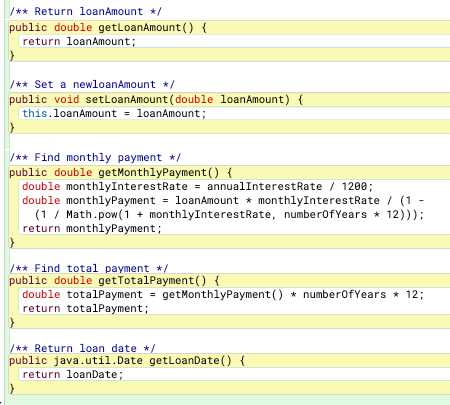 /** Return loanAmount */
public double getLoanAmount() {
return loanAmount;
}
/** Set a newloanAmount */
public void setLoanAmount(double loanAmount) {
this.loanAmount = loanAmount;
}
/** Find monthly payment */
public double getMonthlyPayment() {
double monthlyInterestRate = annualInterestRate / 1200;
double monthlyPayment = loanAmount * monthlyInterestRate / (1 -
(1 / Math.pow(1 + monthlyInterestRate, numberOfYears * 12)));
return monthlyPayment;
}
/** Find total payment */
public double getTotalPayment() {
double totalPayment = getMonthlyPayment() * numberOfYears * 12;
return totalPayment;
}
/** Return loan date */
public java.util.Date getLoanDate() {
return loanDate;
}